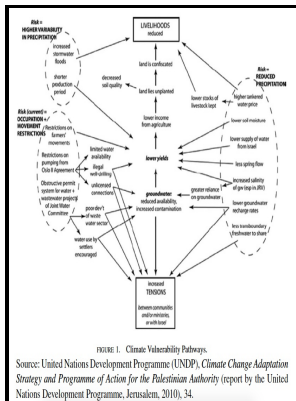 Risk =
HIGHER VARIABILITY
IN PRECIPITATION
increased
stormwater
floods
shorter
production
period
Risk (current) =
OCCUPATION +
MOVEMENT
RESTRICTIONS
Restrictions on
farmers'
movements
Restrictions on
pumping from
Oslo II Agreement
Obstructive permit
system for water +
wastewater projects
of Joint Water
Committee
LIVELIHOODS
reduced
land is confiscated
decreased
soil quality
land lies unplanted
lower income
from agriculture
lower yields
limited water
availability
illegal
well-drilling
unlicensed
connections
poor dev't
of waste
water sector
water use by
settlers
encouraged
groundwater
reduced availability,
increased contamination
greater reliance
on groundwater
lower stocks of
livestock kept
Risk =
REDUCED
PRECIPITATION
higher tankered
water price
lower soil moisture
lower supply of water
from Israel
less spring flow
increased salinity
of gw (esp in JRV)
lower groundwater
recharge rates
less transboundary
freshwater to share
Increased
TENSIONS
between communities
and/or ministries,
or with Israel
FIGURE 1. Climate Vulnerability Pathways.
Source: United Nations Development Programme (UNDP), Climate Change Adaptation
Strategy and Programme of Action for the Palestinian Authority (report by the United
Nations Development Programme, Jerusalem, 2010), 34.